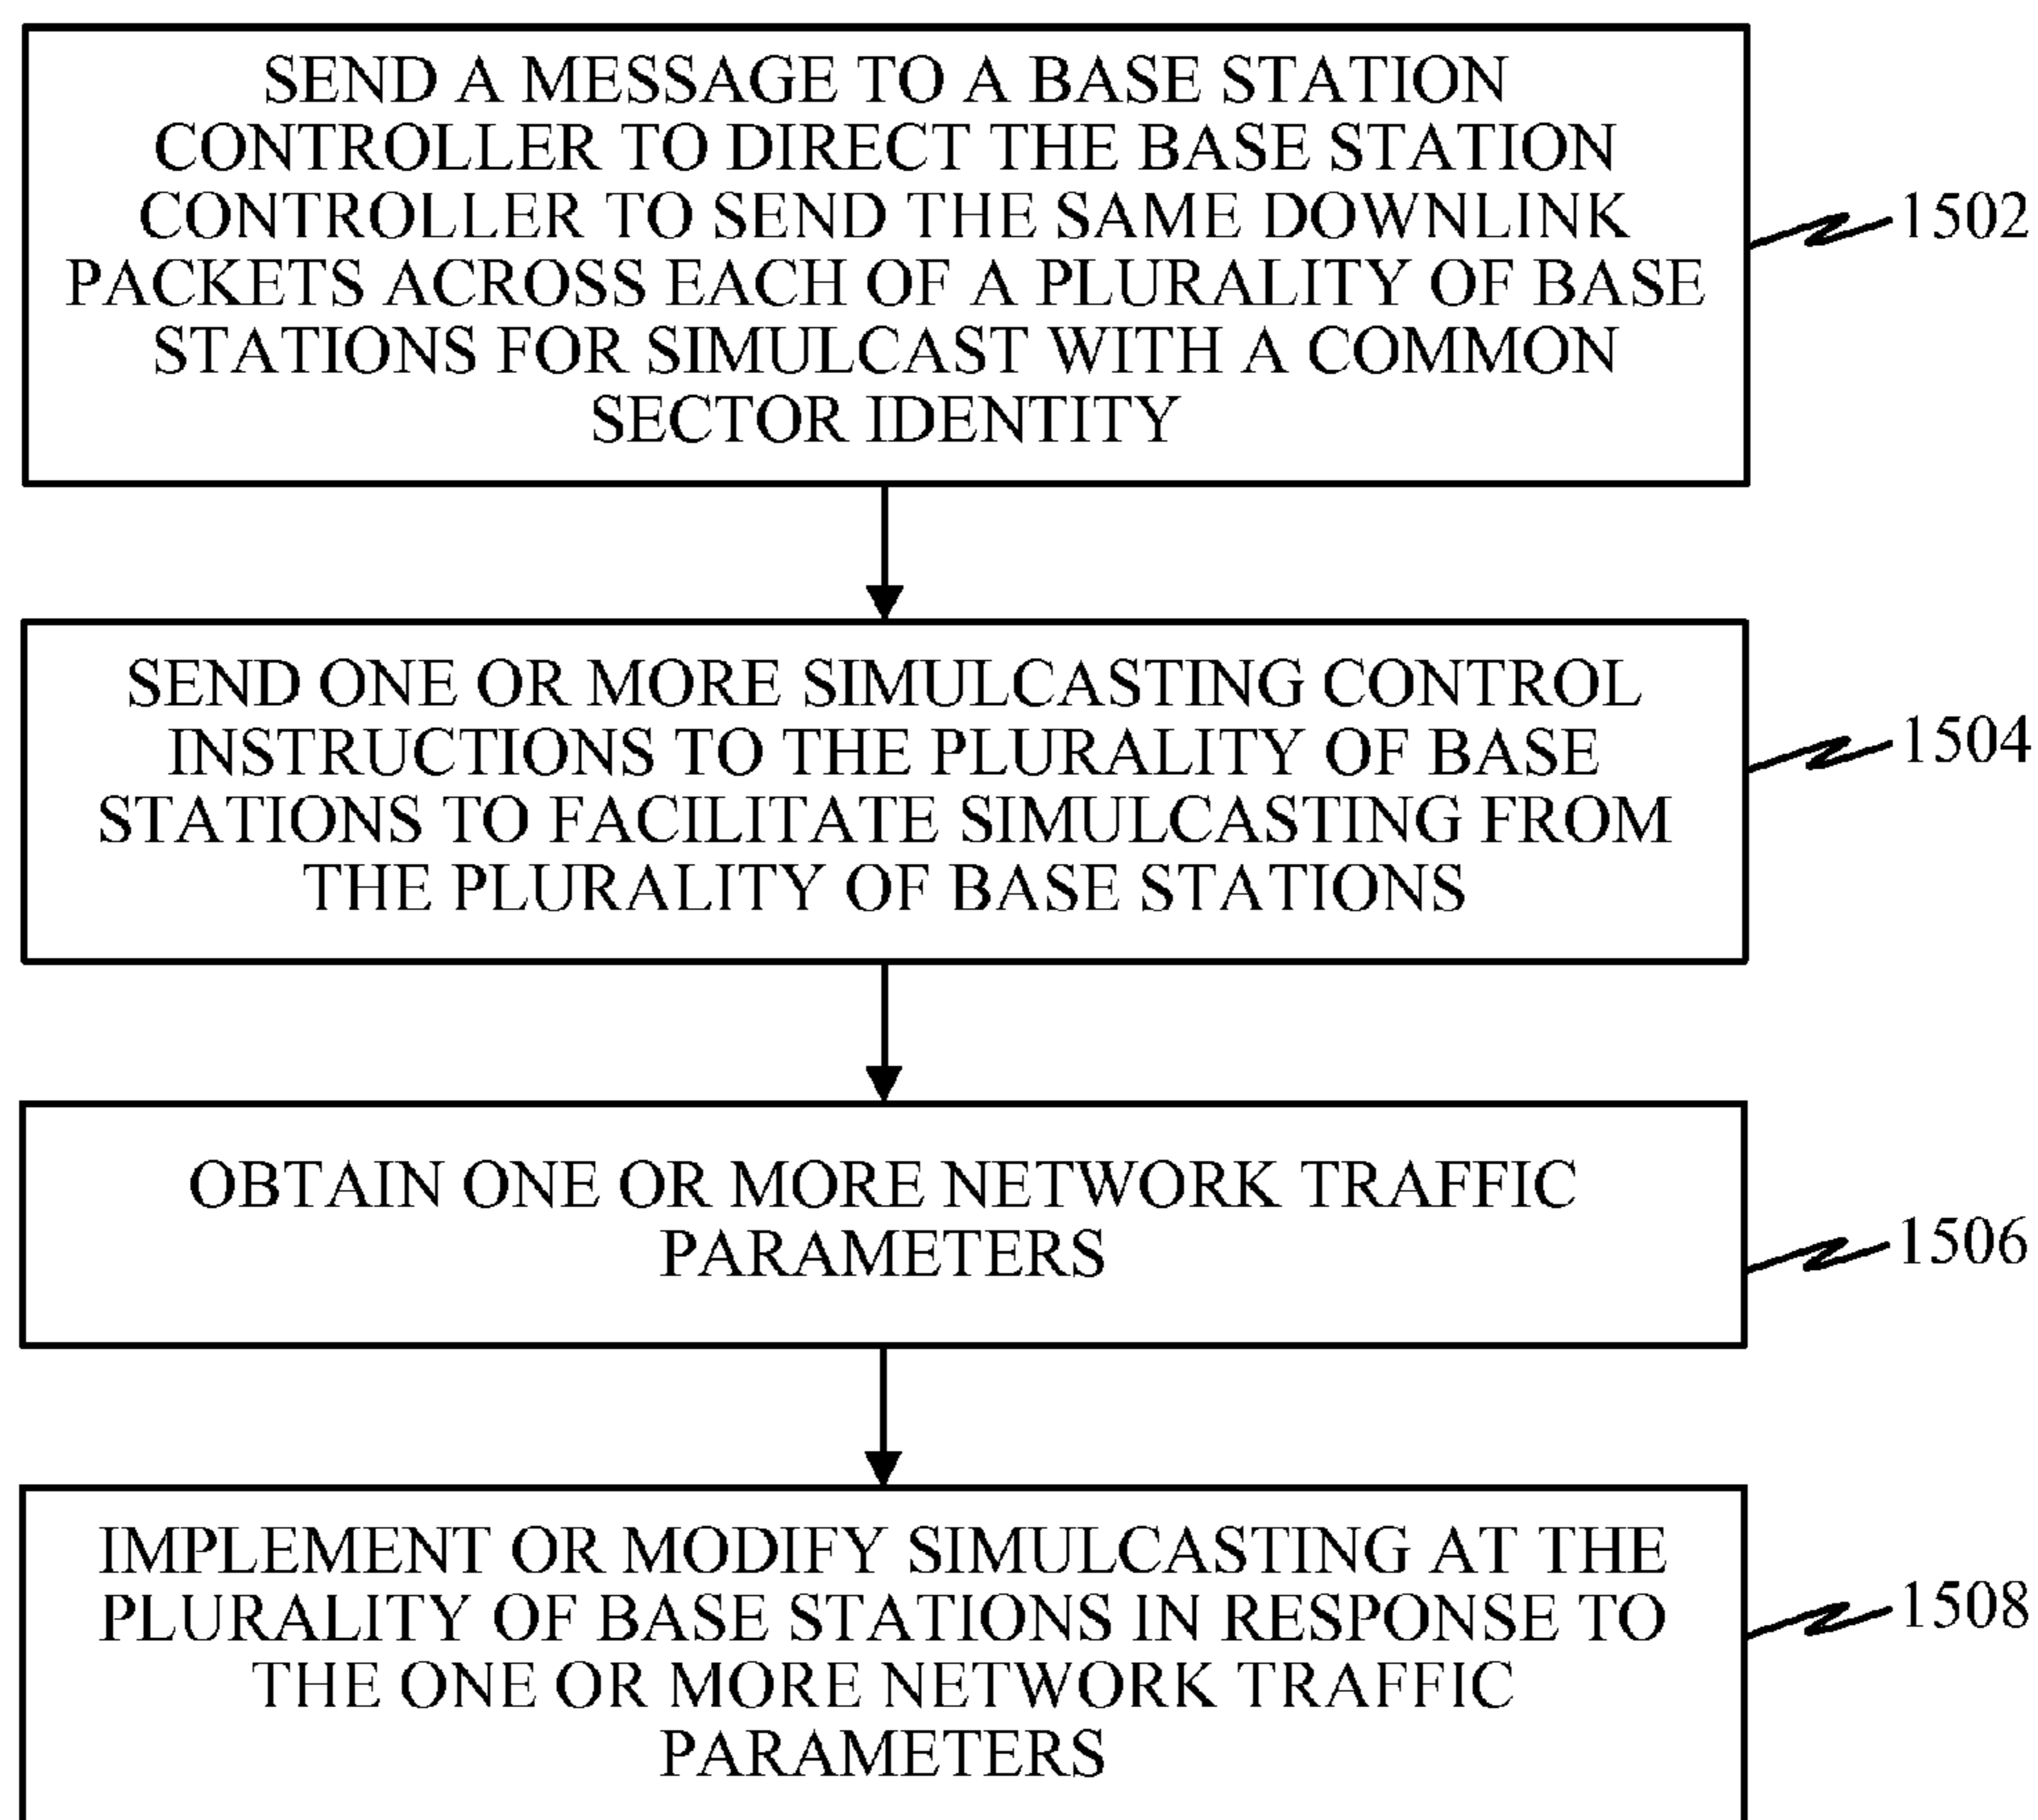 SEND A MESSAGE TO A BASE STATION
CONTROLLER TO DIRECT THE BASE STATION
CONTROLLER TO SEND THE SAME DOWNLINK
PACKETS ACROSS EACH OF A PLURALITY OF BASE
STATIONS FOR SIMULCAST WITH A COMMON
SECTOR IDENTITY
1502
SEND ONE OR MORE SIMULCASTING CONTROL
INSTRUCTIONS TO THE PLURALITY OF BASE
STATIONS TO FACILITATE SIMULCASTING FROM
THE PLURALITY OF BASE STATIONS
1504
OBTAIN ONE OR MORE NETWORK TRAFFIC
PARAMETERS
1506
IMPLEMENT OR MODIFY SIMULCASTING AT THE
PLURALITY OF BASE STATIONS IN RESPONSE TO
THE ONE OR MORE NETWORK TRAFFIC
PARAMETERS
1508